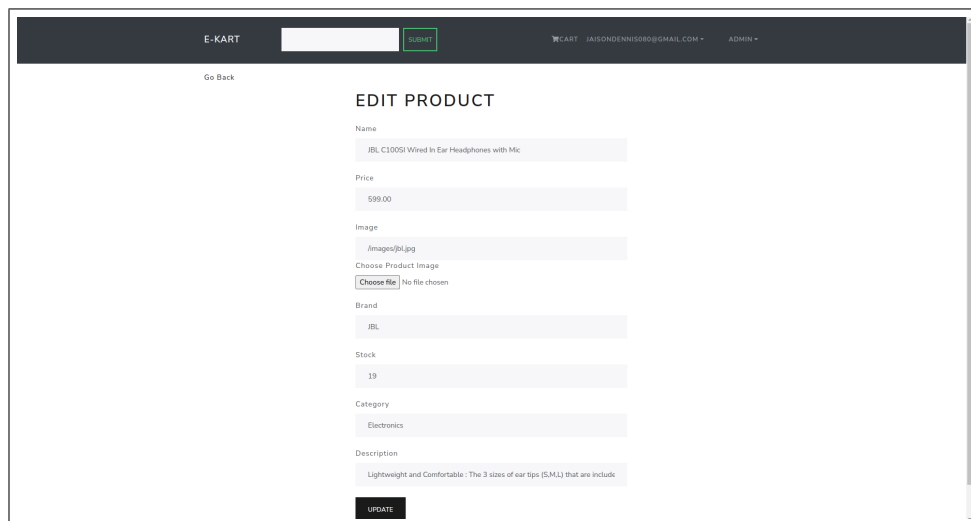 E-KART SUBMIT CART JAISONDENNIS080@GMAIL.COM ADMIN
Go Back
EDIT PRODUCT
Name
JBL C100SI Wired In Ear Headphones with Mic
Price
599.00
Image
/images/jbl.jpg
Choose Product Image
Choose file No file chosen
Brand
JBL
Stock
19
Category
Electronics
Description
Lightweight and Comfortable : The 3 sizes of ear tips (S,M,L) that are include
UPDATE